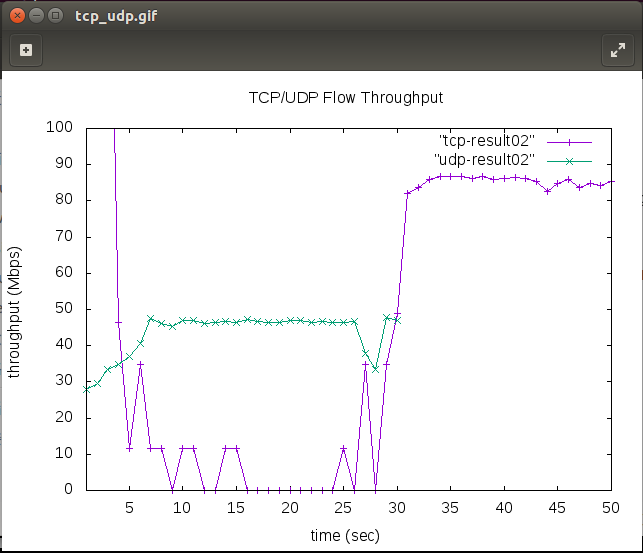 tcp_udp.gif
TCP/UDP Flow Throughput
"tcp-result02"
"udp-result02"
100
90
80
70
60
50
40
30
20
10
0
throughput (Mbps)
5 10 15 20 25 30 35 40 45 50
time (sec)